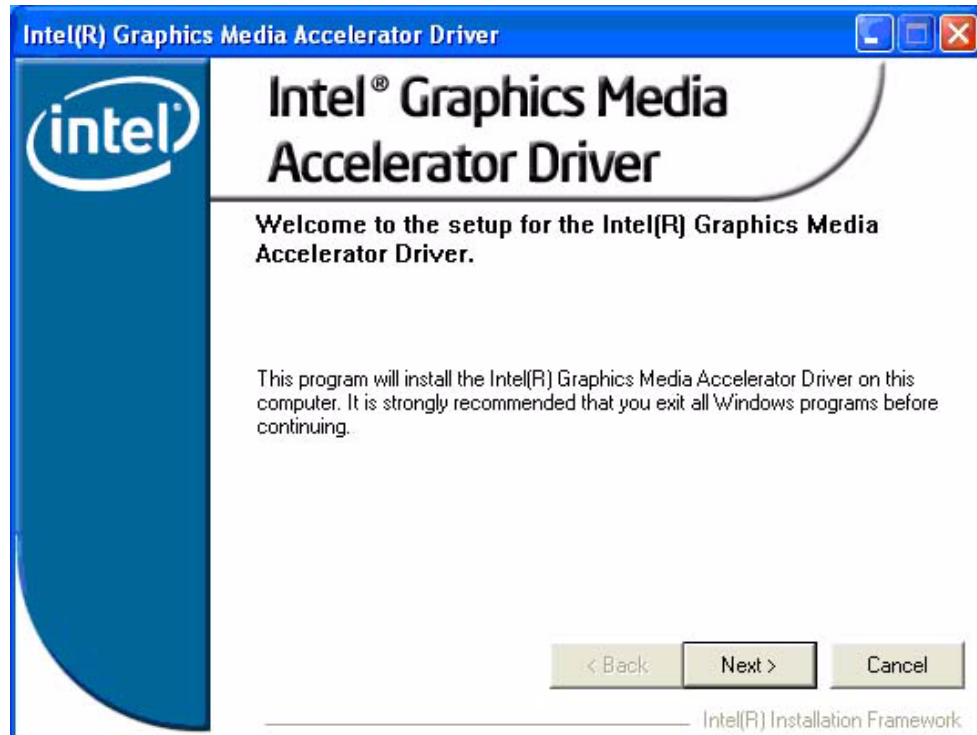 Intel(R) Graphics Media Accelerator Driver
intel
Intel® Graphics Media
Accelerator Driver
Welcome to the setup for the Intel(R) Graphics Media
Accelerator Driver.
This program will install the Intel(R) Graphics Media Accelerator Driver on this
computer. It is strongly recommended that you exit all Windows programs before
continuing.
< Back Next > Cancel
Intel(R) Installation Framework